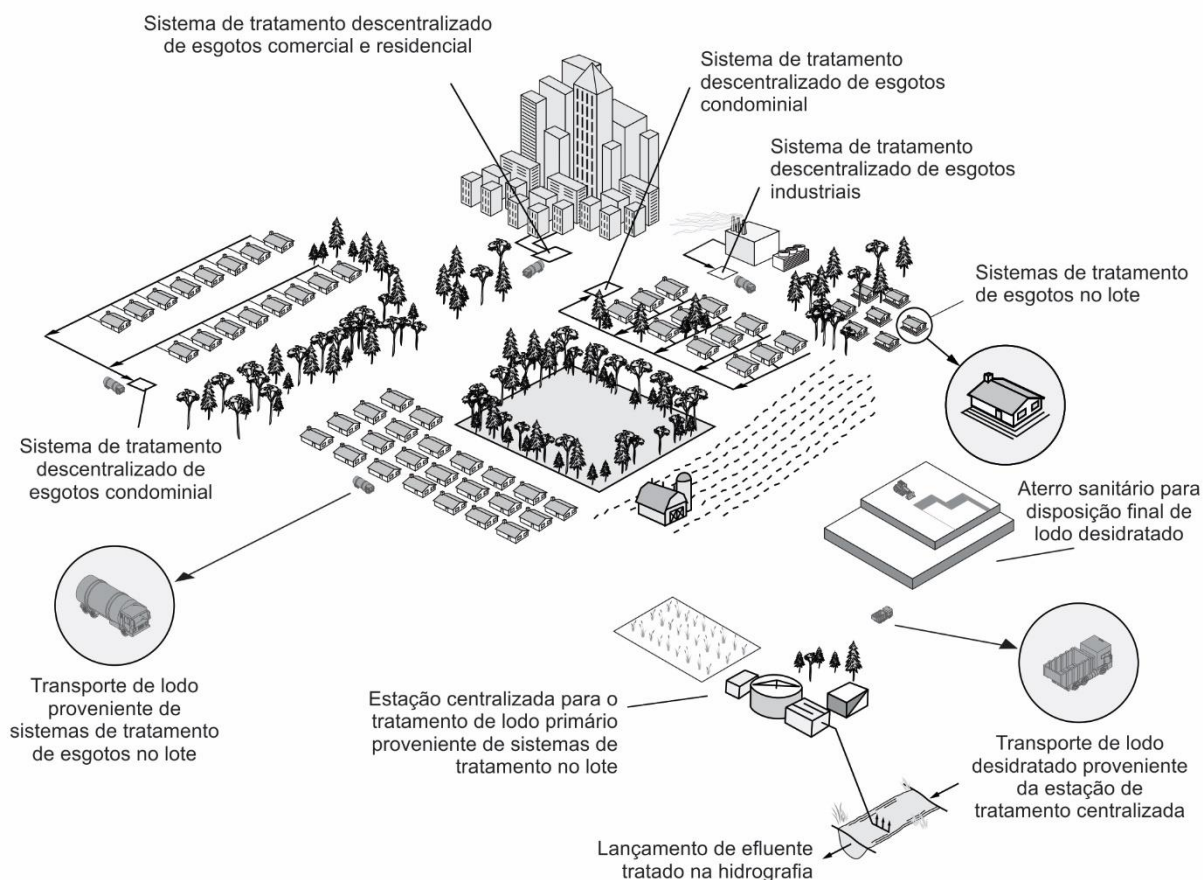 Sistema de tratamento descentralizado
de esgotos comercial e residencial
Sistema de tratamento
descentralizado de esgotos
condominial
Sistema de tratamento
descentralizado de esgotos
industriais
Sistemas de tratamento
de esgotos no lote
Sistema de tratamento
descentralizado de
esgotos condominial
Aterro sanitário para
disposição final de
lodo desidratado
Transporte de lodo
proveniente de
sistemas de tratamento
de esgotos no lote
Estação centralizada para o
tratamento de lodo primário
proveniente de sistemas de
tratamento no lote
Transporte de lodo
desidratado proveniente
da estação de
tratamento centralizada
Lançamento de efluente
tratado na hidrografia